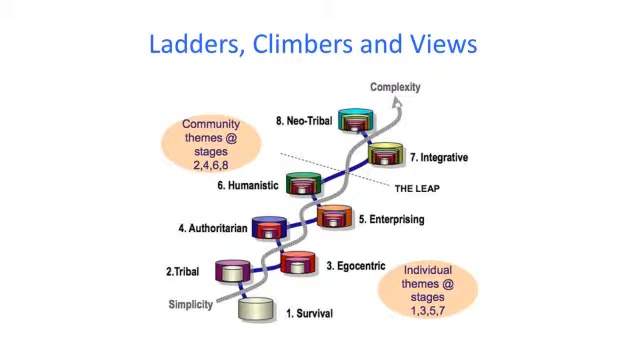 Ladders, Climbers and Views
Complexity
Community
themes @
stages
2,4,6,8
8. Neo-Tribal
7. Integrative
6. Humanistic
THE LEAP
5. Enterprising
4. Authoritarian
3. Egocentric
2.Tribal
Individual
themes @
stages
1,3,5,7
Simplicity
1. Survival